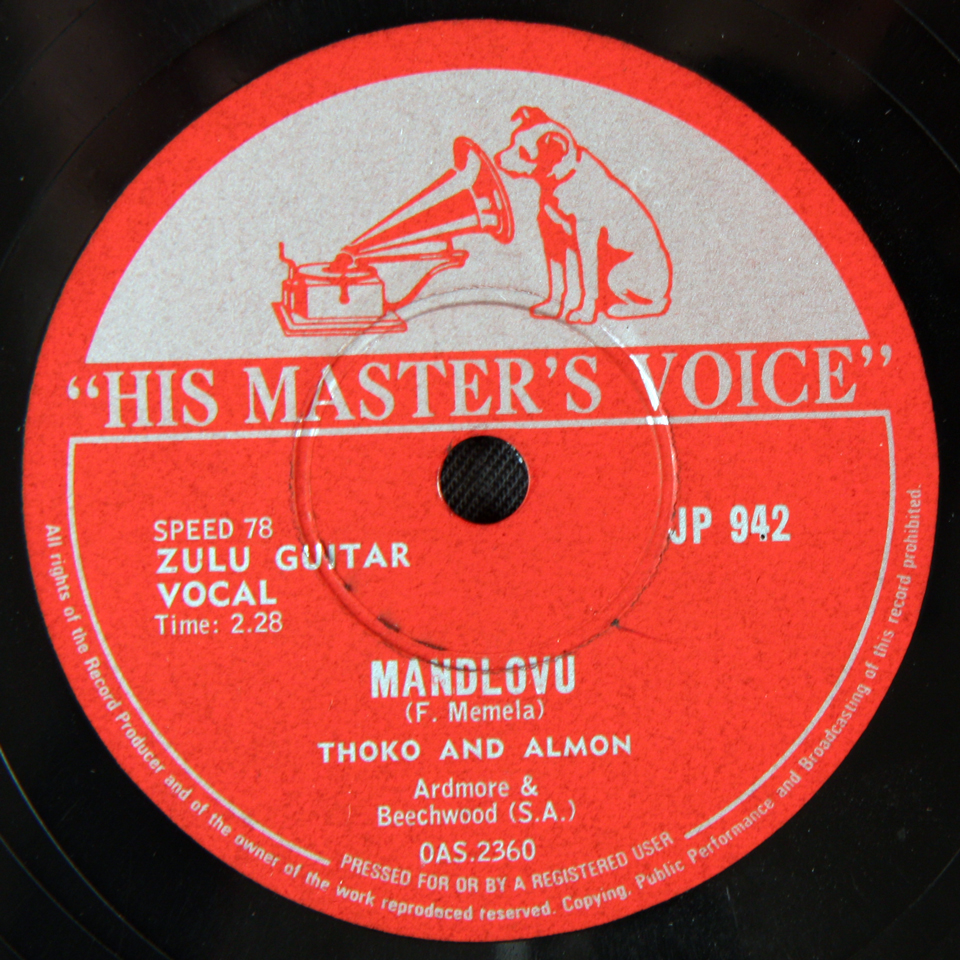 “HIS MASTER’S VOICE”
SPEED 78
ZULU GUITAR
VOCAL
Time: 2.28
JP 942
MANDLOVU
(F. Memela)
THOKO AND ALMON
Ardmore &
Beechwood (S.A.)
OAS.2360
PRESSED FOR OR BY A REGISTERED USER
All rights of the Record Producer and of the owner of the work reproduced reserved. Copying, Public Performance and Broadcasting of this record prohibited.